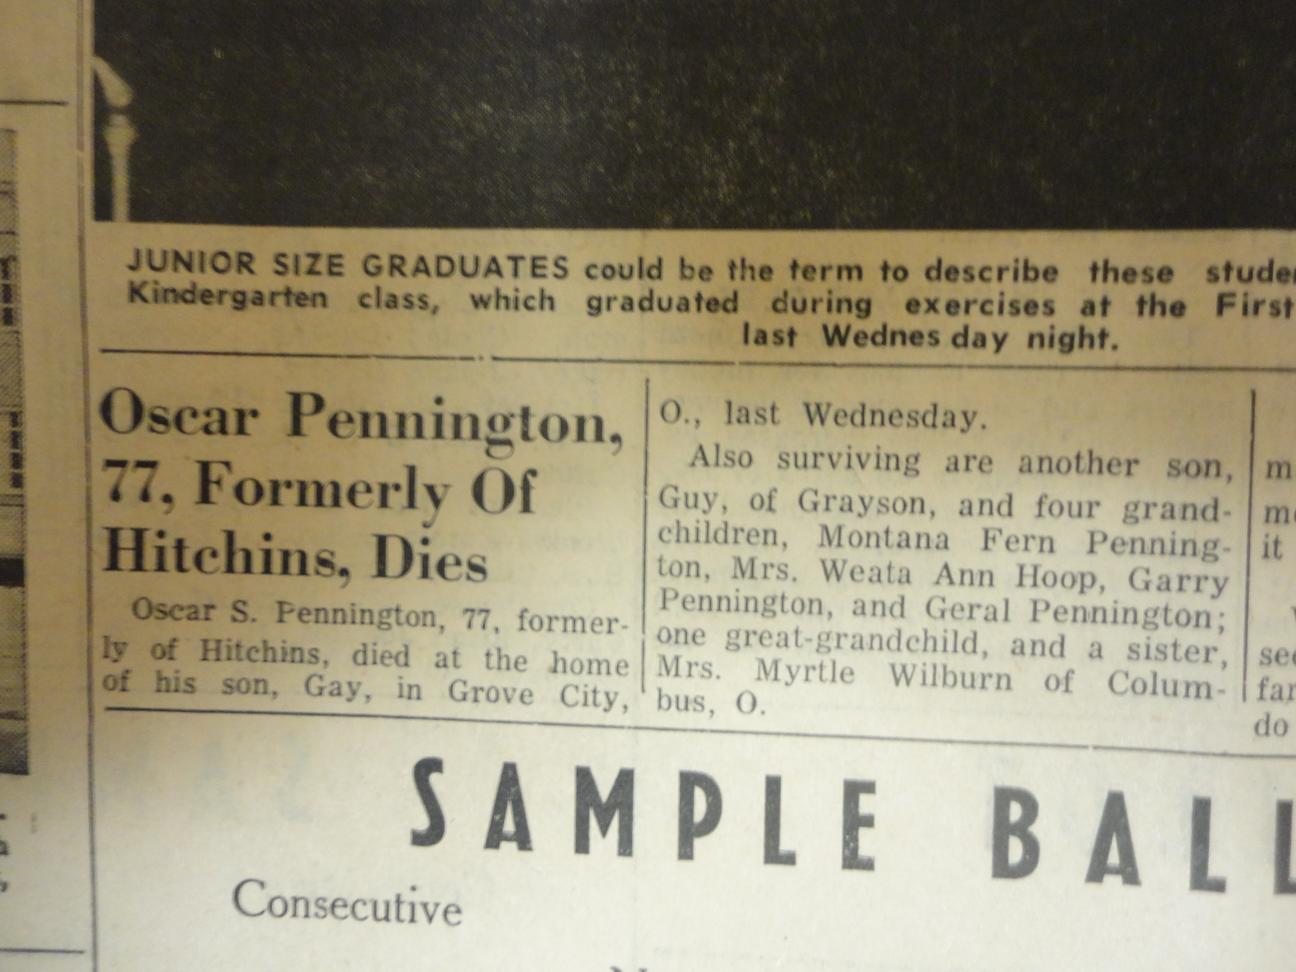 JUNIOR SIZE GRADUATES could be the term to describe these
Kindergarten class, which graduated during exercises at the First
last Wednes day night.
Oscar Pennington,
77, Formerly Of
Hitchins, Dies
Oscar S. Pennington, 77, former-
ly of Hitchins, died at the home
of his son, Gay, in Grove City,
O., last Wednesday.
Also surviving are another son,
Guy, of Grayson, and four grand-
children, Montana Fern Penning-
ton, Mrs. Weata Ann Hoop, Garry
Pennington, and Geral Pennington;
one great-grandchild, and a sister,
Mrs. Myrtle Wilburn of Colum-
bus, O.
it
do
SAMPLE
Consecutive